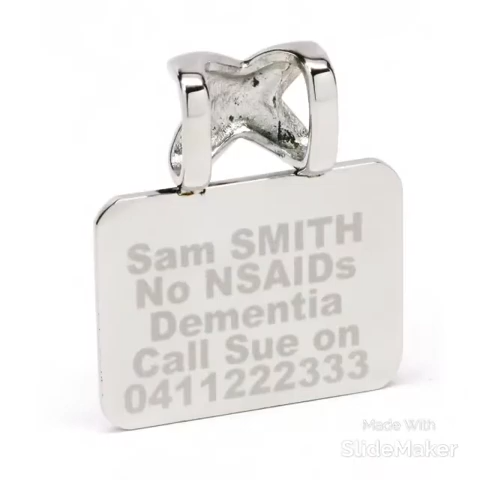 Sam SMITH
No NSAIDs
Dementia
Call Sue on
0411222333
Made With
SlideMaker